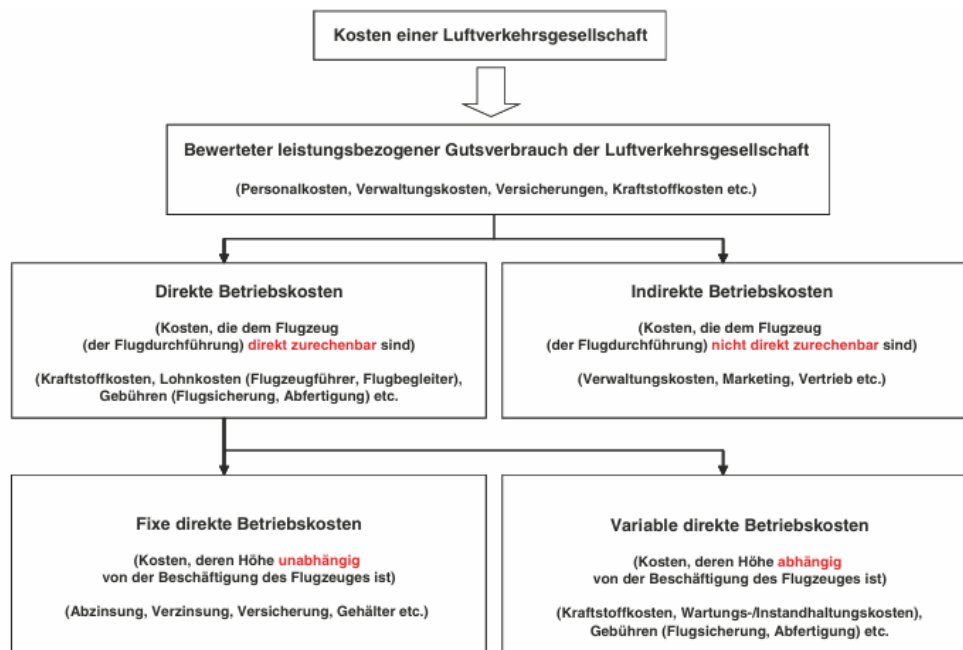 Kosten einer Luftverkehrsgesellschaft
Bewerteter leistungsbezogener Gutsverbrauch der Luftverkehrsgesellschaft
(Personalkosten, Verwaltungskosten, Versicherungen, Kraftstoffkosten etc.)
Direkte Betriebskosten
(Kosten, die dem Flugzeug
(der Flugdurchführung) direkt zurechenbar sind)
(Kraftstoffkosten, Lohnkosten (Flugzeugführer, Flugbegleiter),
Gebühren (Flugsicherung, Abfertigung) etc.
Indirekte Betriebskosten
(Kosten, die dem Flugzeug
(der Flugdurchführung) nicht direkt zurechenbar sind)
(Verwaltungskosten, Marketing, Vertrieb etc.)
Fixe direkte Betriebskosten
(Kosten, deren Höhe unabhängig
von der Beschäftigung des Flugzeuges ist)
(Abzinsung, Verzinsung, Versicherung, Gehälter etc.)
Variable direkte Betriebskosten
(Kosten, deren Höhe abhängig
von der Beschäftigung des Flugzeuges ist)
(Kraftstoffkosten, Wartungs-/Instandhaltungskosten),
Gebühren (Flugsicherung, Abfertigung) etc.